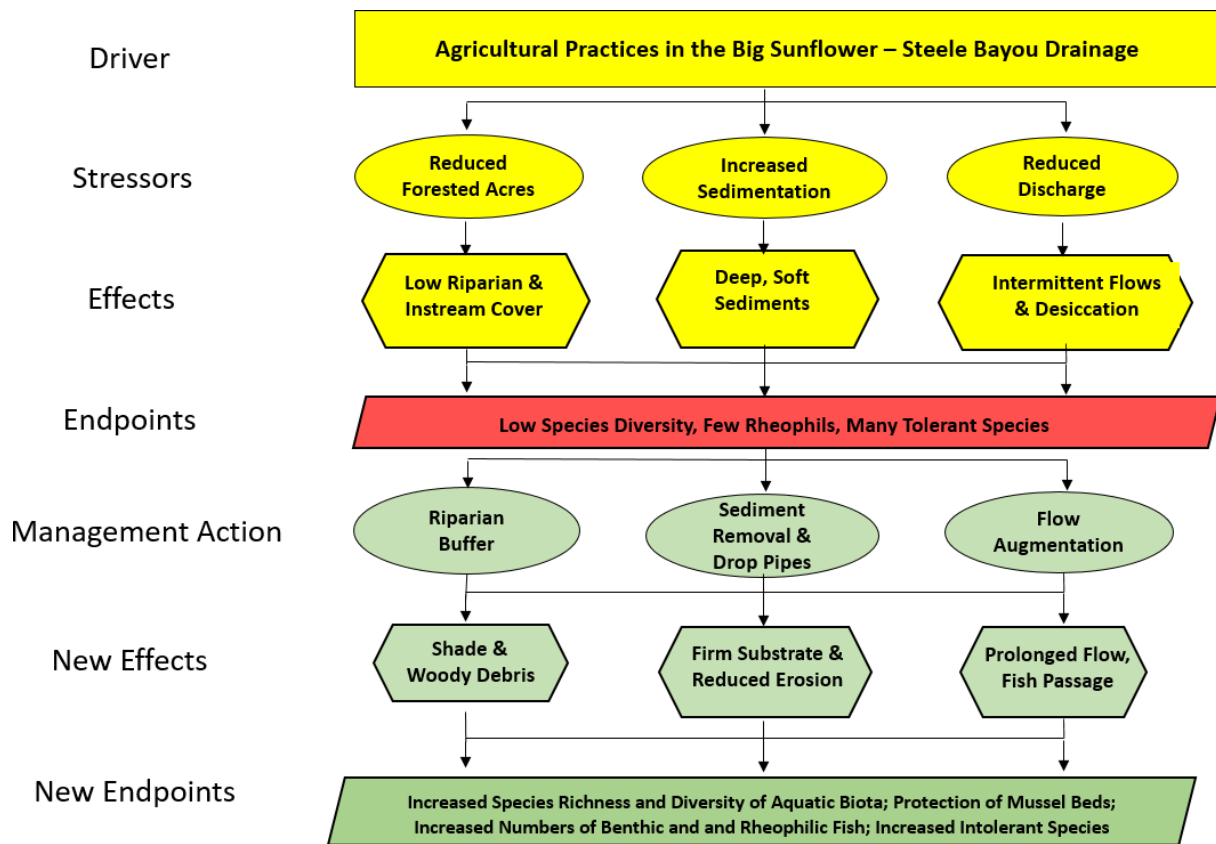 Driver
Agricultural Practices in the Big Sunflower – Steele Bayou Drainage
Stressors
Reduced
Forested Acres
Increased
Sedimentation
Reduced
Discharge
Effects
Low Riparian &
Instream Cover
Deep, Soft
Sediments
Intermittent Flows
& Desiccation
Endpoints
Low Species Diversity, Few Rheophils, Many Tolerant Species
Management Action
Riparian
Buffer
Sediment
Removal &
Drop Pipes
Flow
Augmentation
New Effects
Shade &
Woody Debris
Firm Substrate &
Reduced Erosion
Prolonged Flow,
Fish Passage
New Endpoints
Increased Species Richness and Diversity of Aquatic Biota; Protection of Mussel Beds;
Increased Numbers of Benthic and and Rheophilic Fish; Increased Intolerant Species